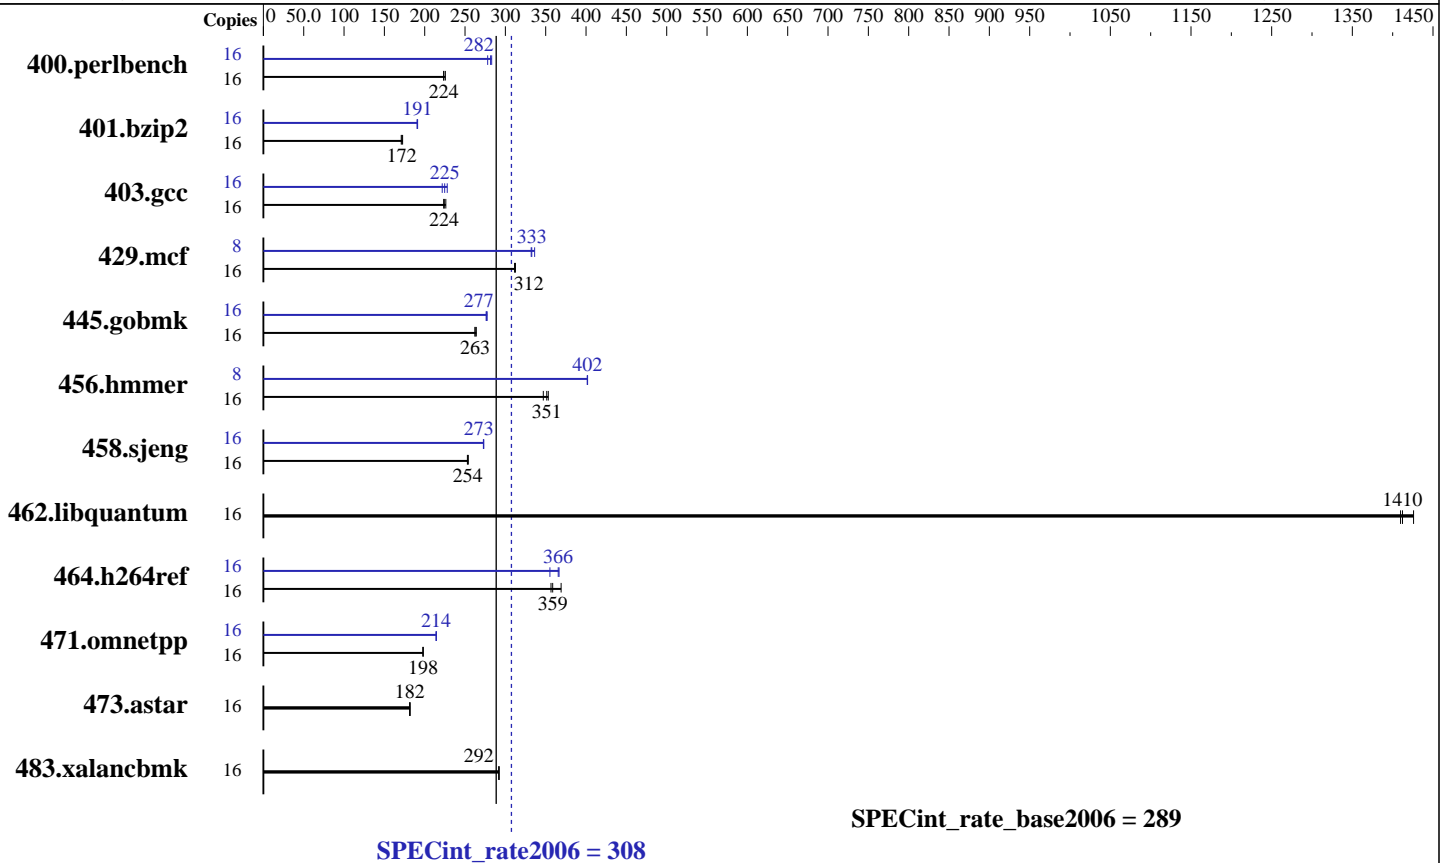 Copies 0 50.0 100 150 200 250 300 350 400 450 500 550 600 650 700 750 800 850 900 950 1050 1150 1250 1350 1450
400.perlbench 16 282
16 224
401.bzip2 16 191
16 172
403.gcc 16 225
16 224
429.mcf 8 333
16 312
445.gobmk 16 277
16 263
456.hmmer 8 402
16 351
458.sjeng 16 273
16 254
462.libquantum 16 1410
464.h264ref 16 366
16 359
471.omnetpp 16 214
16 198
473.astar 16 182
483.xalancbmk 16 292
SPECint_rate_base2006 = 289
SPECint_rate2006 = 308